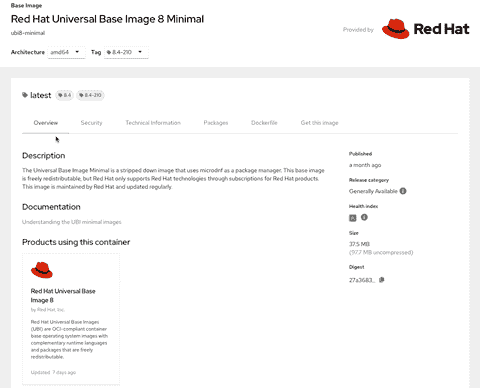 Base Image
Red Hat Universal Base Image 8 Minimal
ubi8-minimal
Provided by
Red Hat
Architecture amd64 Tag 8.4-210
latest 8.4 8.4-210
Overview Security Technical Information Packages Dockerfile Get this image
Description
The Universal Base Image Minimal is a stripped down image that uses microdnf as a package manager. This base image
is freely redistributable, but Red Hat only supports Red Hat technologies through subscriptions for Red Hat products.
This image is maintained by Red Hat and updated regularly
Documentation
Understanding the UBI minimal images
Products using this container
Red Hat Universal Base
Image 8
by Red Hat, Inc.
Red Hat Universal Base Images
(UBI) are OCI-compliant container
base operating system images with
complementary runtime languages
and packages that are freely
redistributable.
Updated 7 days ago
Published
a month ago
Release category
Generally Available
Health index
A
Size
37.5 MB
(97.7 MB uncompressed)
Digest
27a3683...